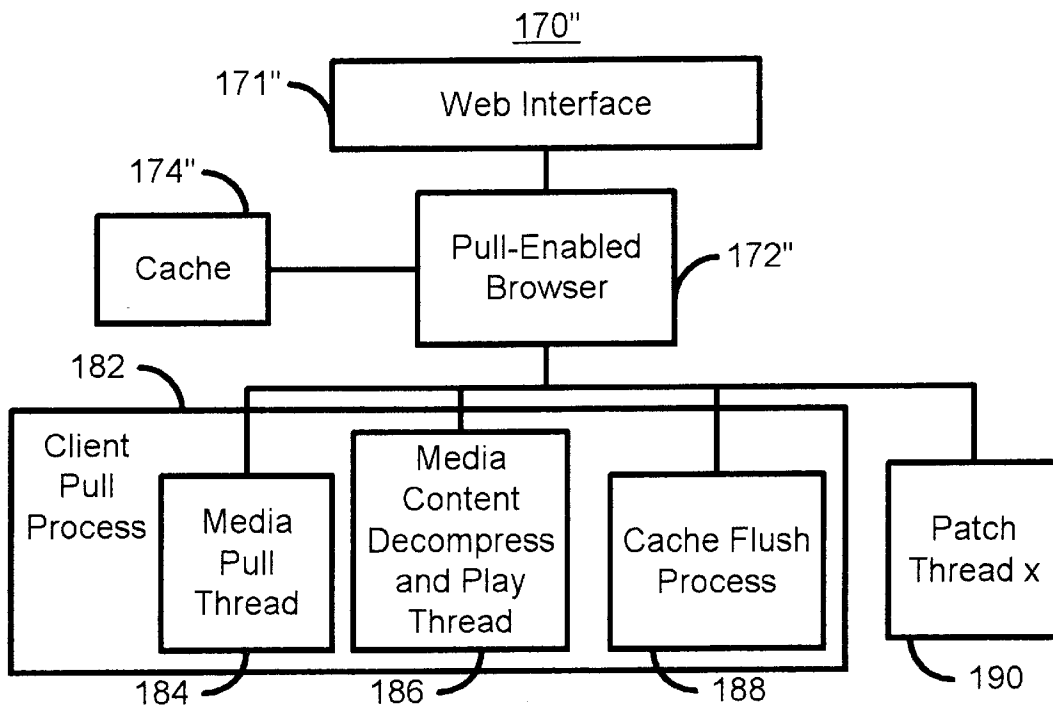 170"
171"
Web Interface
174"
Cache
Pull-Enabled
Browser
172"
182
Client
Pull
Process
Media
Pull
Thread
Media
Content
Decompress
and Play
Thread
Cache Flush
Process
Patch
Thread x
184
186
188
190